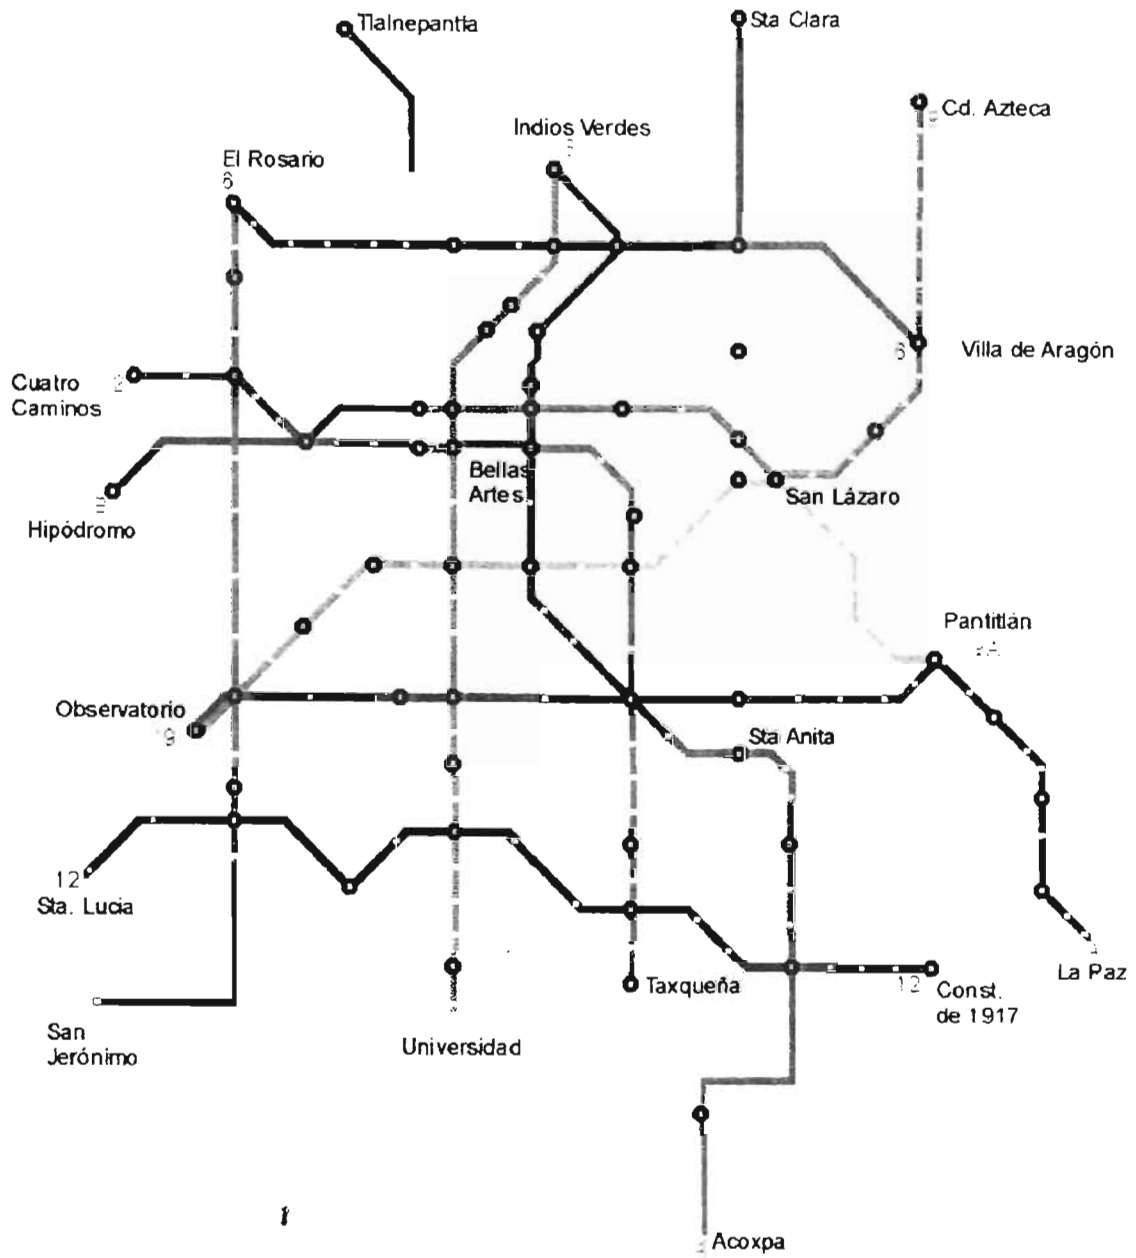 Tlalnepantla
Sta Clara
Cd. Azteca
Indios Verdes
El Rosario
6
6
Villa de Aragón
Cuatro
Caminos
Bellas
Artes
San Lázaro
Hipódromo
Pantitlán
Observatorio
9
Sta Anita
12
Sta. Lucia
Taxqueña
12
Const.
de 1917
La Paz
San
Jerónimo
Universidad
Acoxpa